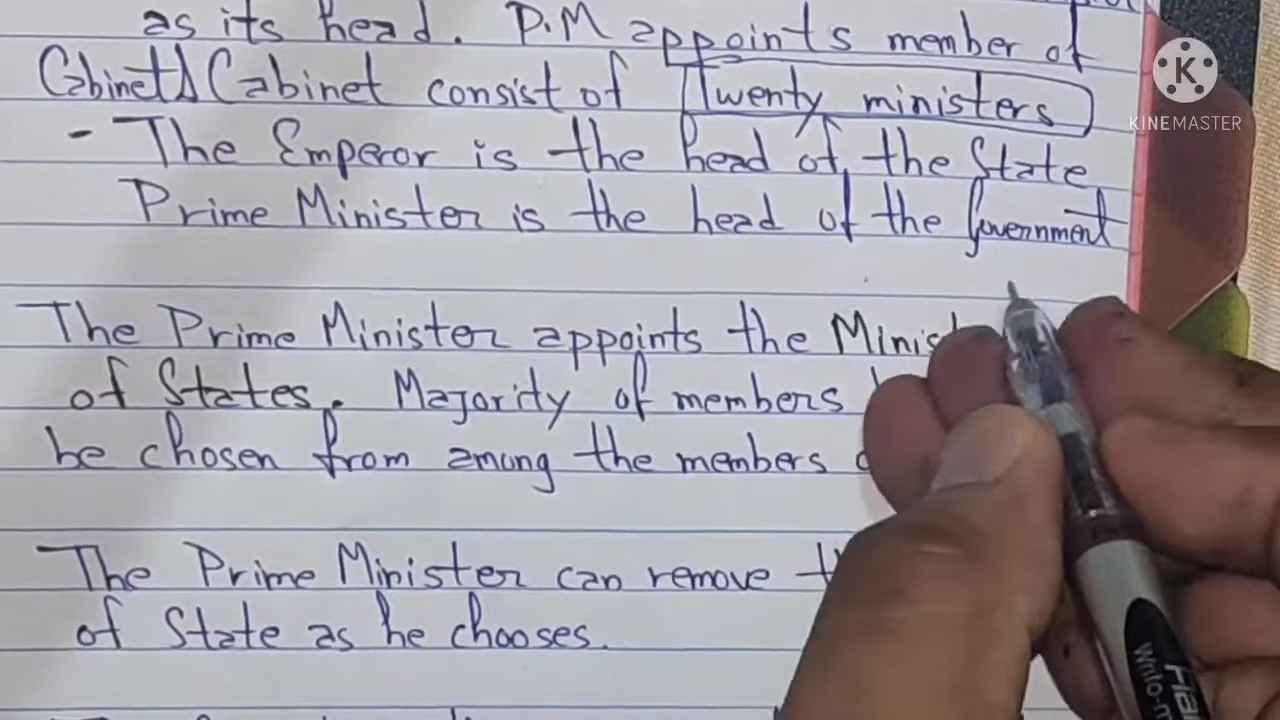 as its head. P.M appoints member of
Cabinet. Cabinet consist of Twenty ministers
- The Emperor is the head of the State,
Prime Minister is the head of the Government
The Prime Minister appoints the
of States. Majority of members
be chosen from among the members
The Prime Minister can remove
of State as he chooses.
K
KINEMASTER
Flair
Writo-m